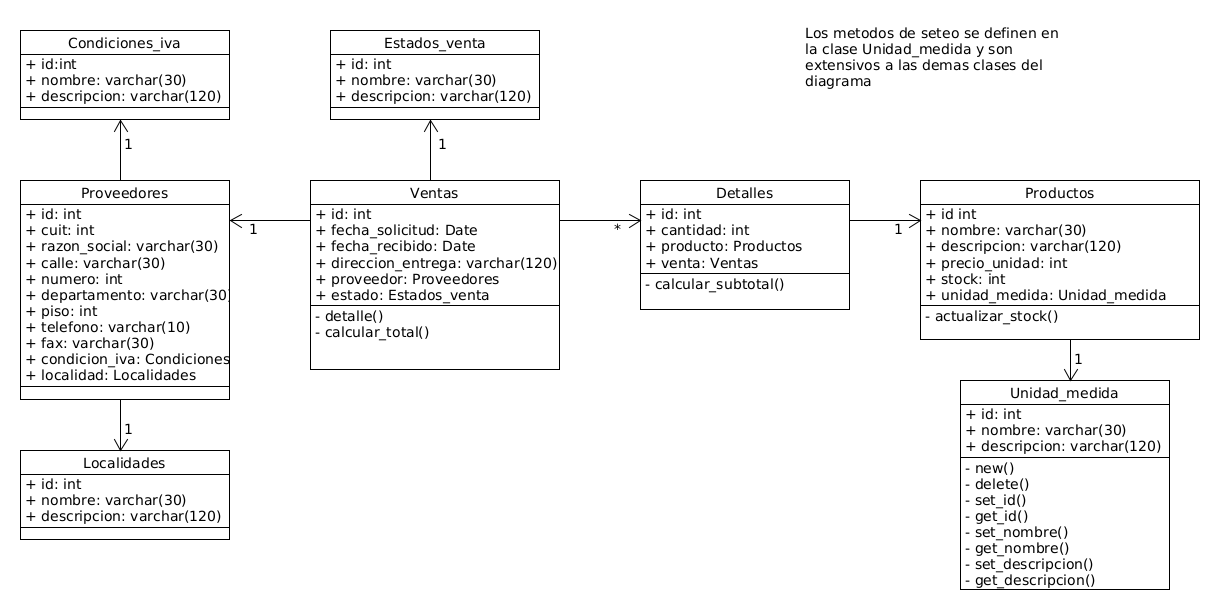 Condiciones_iva
+ id:int
+ nombre: varchar(30)
+ descripcion: varchar(120)
1
Estados_venta
+ id: int
+ nombre: varchar(30)
+ descripcion: varchar(120)
1
Los metodos de seteo se definen en
la clase Unidad_medida y son
extensivos a las demas clases del
diagrama
Proveedores
+ id: int
+ cuit: int
+ razon_social: varchar(30)
+ calle: varchar(30)
+ numero: int
+ departamento: varchar(30)
+ piso: int
+ telefono: varchar(10)
+ fax: varchar(30)
+ condicion_iva: Condiciones
+ localidad: Localidades
1
1
Ventas
+ id: int
+ fecha_solicitud: Date
+ fecha_recibido: Date
+ direccion_entrega: varchar(120)
+ proveedor: Proveedores
+ estado: Estados_venta
- detalle()
- calcular_total()
*
Detalles
+ id: int
+ cantidad: int
+ producto: Productos
+ venta: Ventas
- calcular_subtotal()
1
Productos
+ id int
+ nombre: varchar(30)
+ descripcion: varchar(120)
+ precio_unidad: int
+ stock: int
+ unidad_medida: Unidad_medida
- actualizar_stock()
1
Localidades
+ id: int
+ nombre: varchar(30)
+ descripcion: varchar(120)
Unidad_medida
+ id: int
+ nombre: varchar(30)
+ descripcion: varchar(120)
- new()
- delete()
- set_id()
- get_id()
- set_nombre()
- get_nombre()
- set_descripcion()
- get_descripcion()